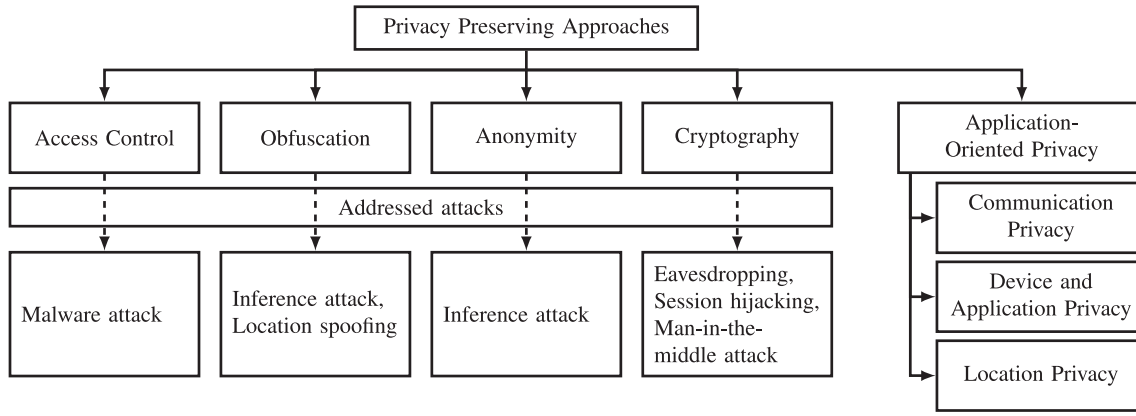 Privacy Preserving Approaches
Access Control
Obfuscation
Anonymity
Cryptography
Application-
Oriented Privacy
Addressed attacks
Malware attack
Inference attack,
Location spoofing
Inference attack
Eavesdropping,
Session hijacking,
Man-in-the-
middle attack
Communication
Privacy
Device and
Application Privacy
Location Privacy